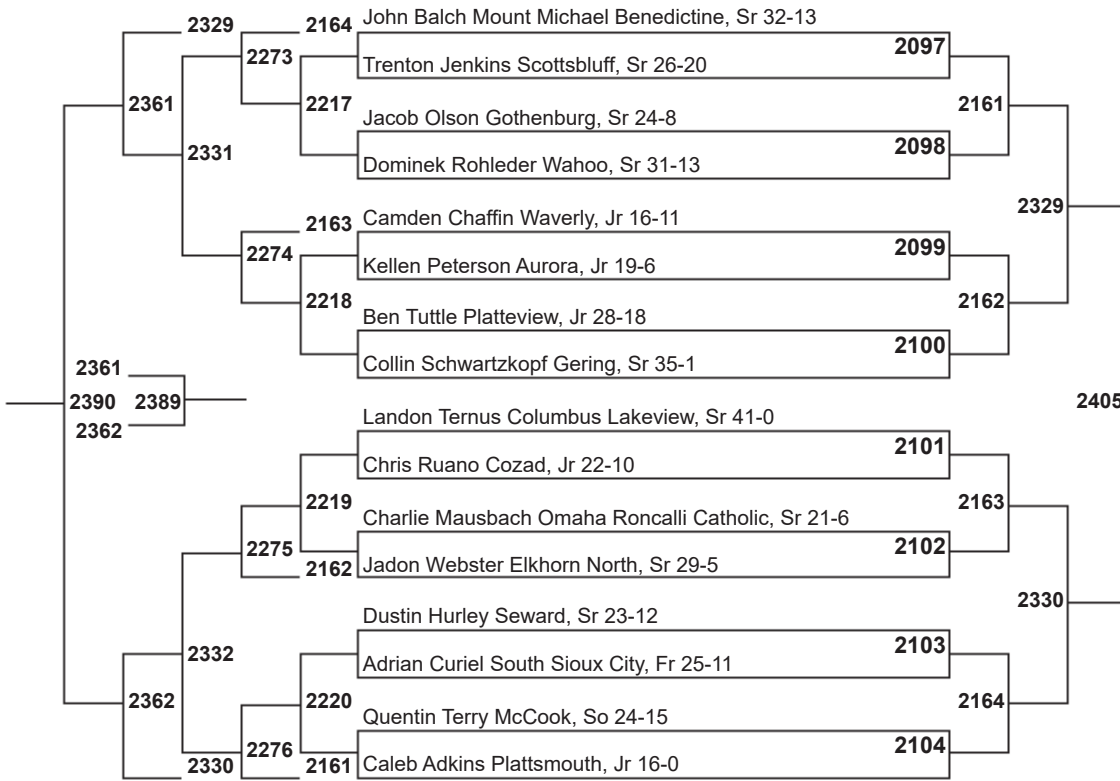 John Balch Mount Michael Benedictine, Sr 32-13
2329 2164
2097
2273
Trenton Jenkins Scottsbluff, Sr 26-20
2361 2217 2161
Jacob Olson Gothenburg, Sr 24-8
2331 2098
Dominek Rohleder Wahoo, Sr 31-13
2329
2163 Camden Chaffin Waverly, Jr 16-11
2274 2099
Kellen Peterson Aurora, Jr 19-6
2218 2162
Ben Tuttle Platteview, Jr 28-18
2100
Collin Schwartzkopf Gering, Sr 35-1
2361
2390 2389 2405
2362
Landon Ternus Columbus Lakeview, Sr 41-0
2101
Chris Ruano Cozad, Jr 22-10
2219 2163
Charlie Mausbach Omaha Roncalli Catholic, Sr 21-6
2275 2102
2162 Jadon Webster Elkhorn North, Sr 29-5
2330
Dustin Hurley Seward, Sr 23-12
2332 2103
Adrian Curiel South Sioux City, Fr 25-11
2362 2220 2164
Quentin Terry McCook, So 24-15
2276 2104
2330 2161 Caleb Adkins Plattsmouth, Jr 16-0